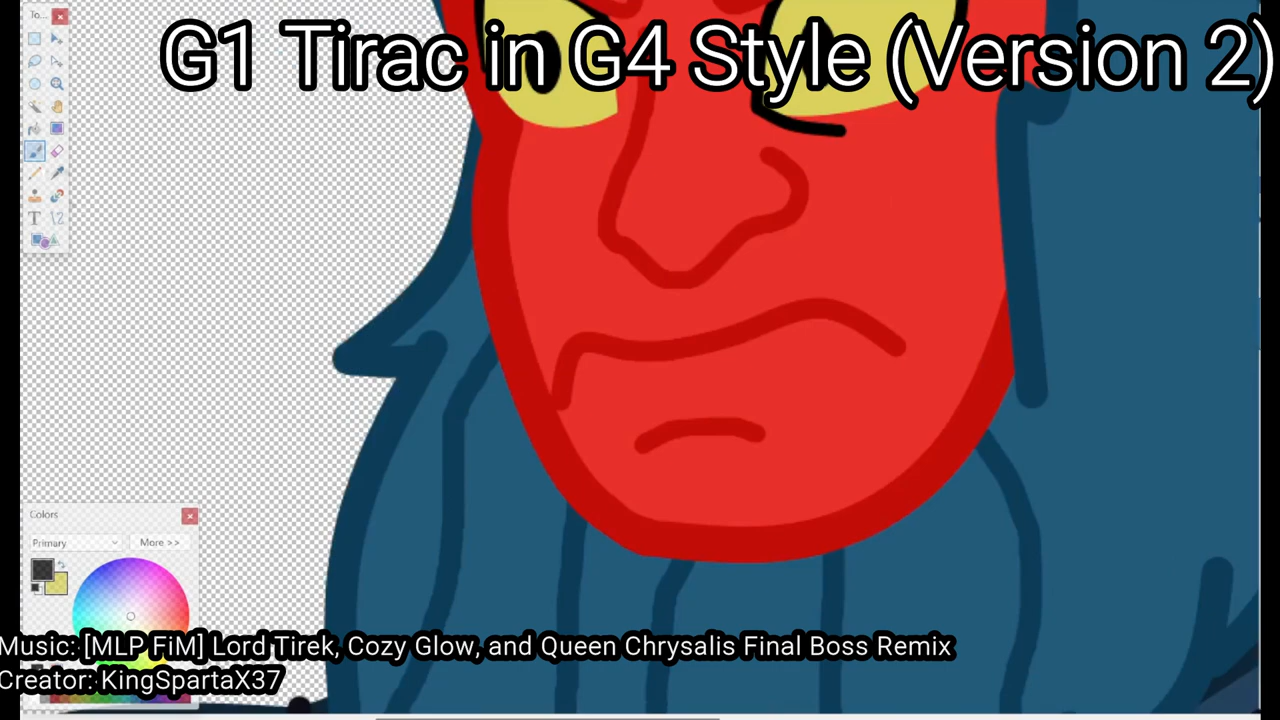 To...
G1 Tirac in G4 Style (Version 2)
Colors
Primary
More >>
Music: [MLP FiM] Lord Tirek, Cozy Glow, and Queen Chrysalis Final Boss Remix
Creator: KingSpartaX37